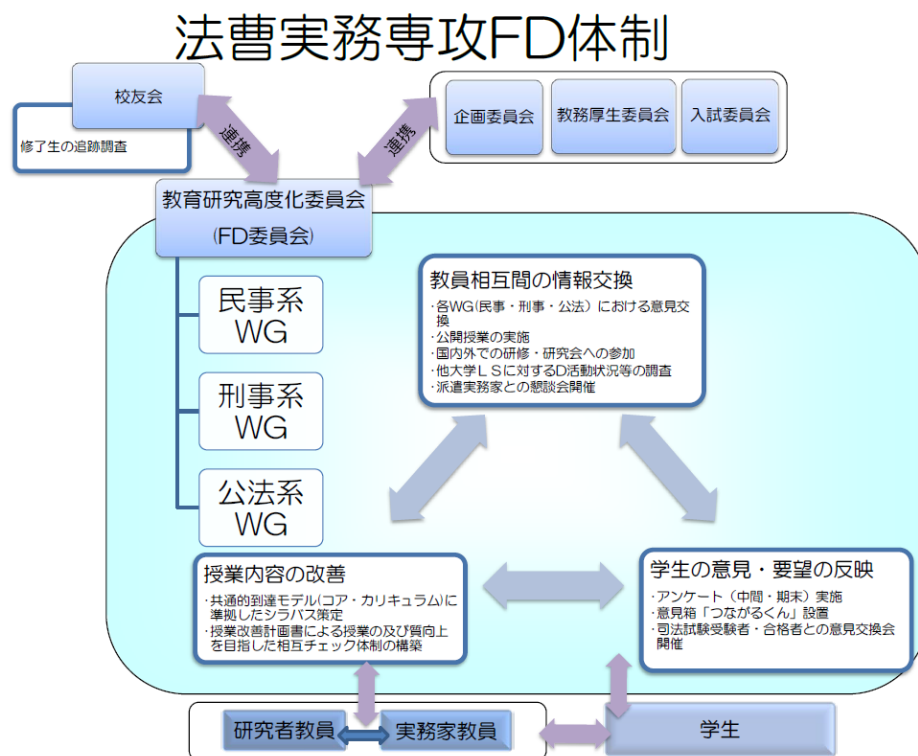 法曹実務専攻FD体制
校友会
修了生の追跡調査
連携
連携
企画委員会
教務厚生委員会
入試委員会
教育研究高度化委員会
(FD委員会)
民事系
WG
刑事系
WG
公法系
WG
教員相互間の情報交換
・各WG(民事・刑事・公法）における意見交
換
・公開授業の実施
・国内外での研修・研究会への参加
・他大学ＬＳに対するD活動状況等の調査
・派遣実務家との懇談会開催
授業内容の改善
・共通的到達モデル(コア・カリキュラム)に
準拠したシラバス策定
・授業改善計画書による授業の及び質向上
を目指した相互チェック体制の構築
学生の意見・要望の反映
・アンケート（中間・期末）実施
・意見箱「つながるくん」設置
・司法試験受験者・合格者との意見交換会
開催
研究者教員
実務家教員
学生